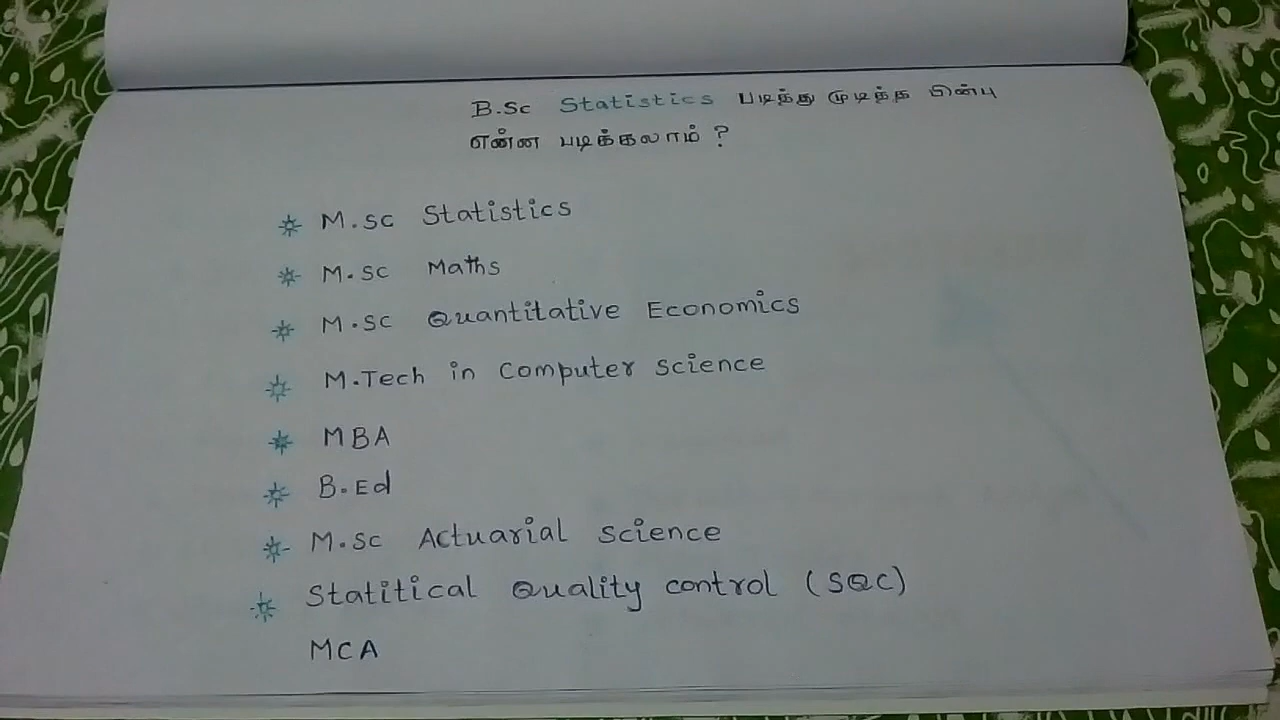 B.Sc Statistics படித்து முடித்த பின்பு
என்ன படிக்கலாம் ?
M.sc Statistics
M.sc Maths
M.sc Quantitative Economics
M.Tech in Computer science
MBA
B.Ed
M.sc Actuarial science
Statitical Quality control (SQC)
MCA